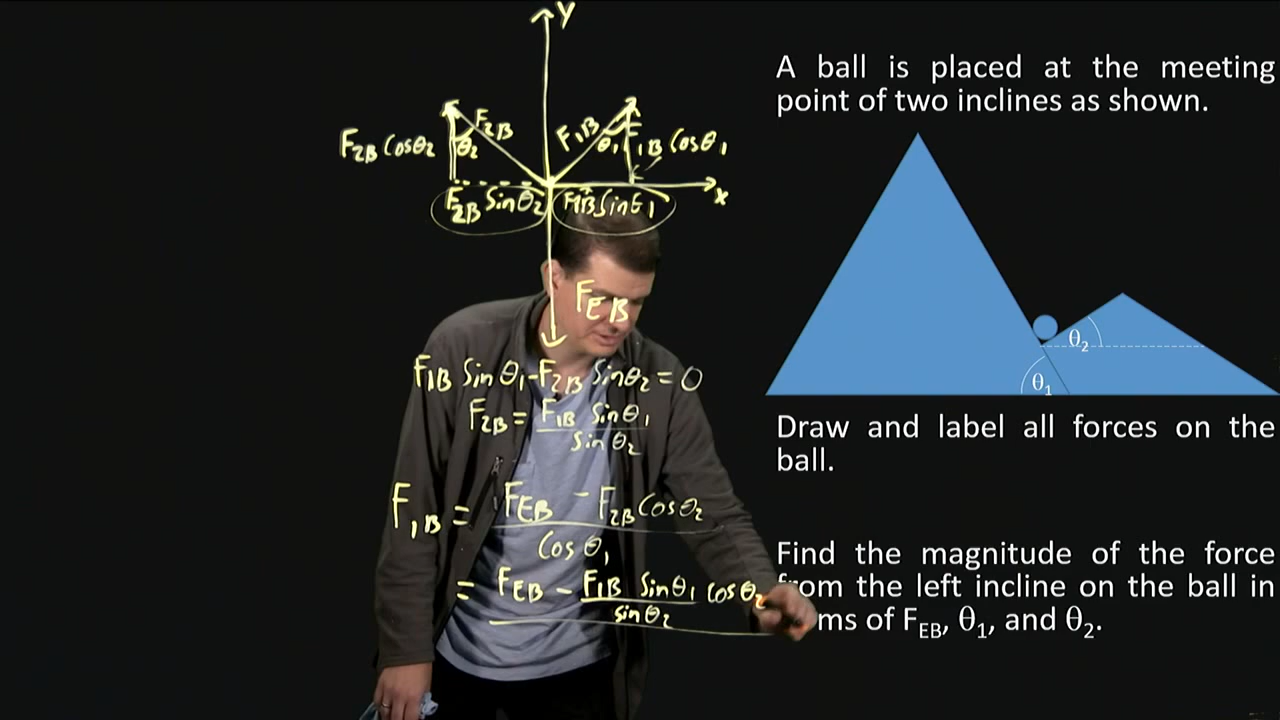 Y
F2B
F1B
F2B Cosθ2
θ2
θ1
F1B Cosθ1
x
F2B Sinθ2
F1B Sinθ1
FEB
F1B Sinθ1 - F2B Sinθ2 = 0
F2B = F1B Sinθ1
Sinθ2
F1B = FEB - F2B Cosθ2
Cosθ1
= FEB - F1B Sinθ1 Cosθ2
Sinθ2
A ball is placed at the meeting
point of two inclines as shown.
θ2
θ1
Draw and label all forces on the
ball.
Find the magnitude of the force
from the left incline on the ball in
ms of FEB, θ1, and θ2.